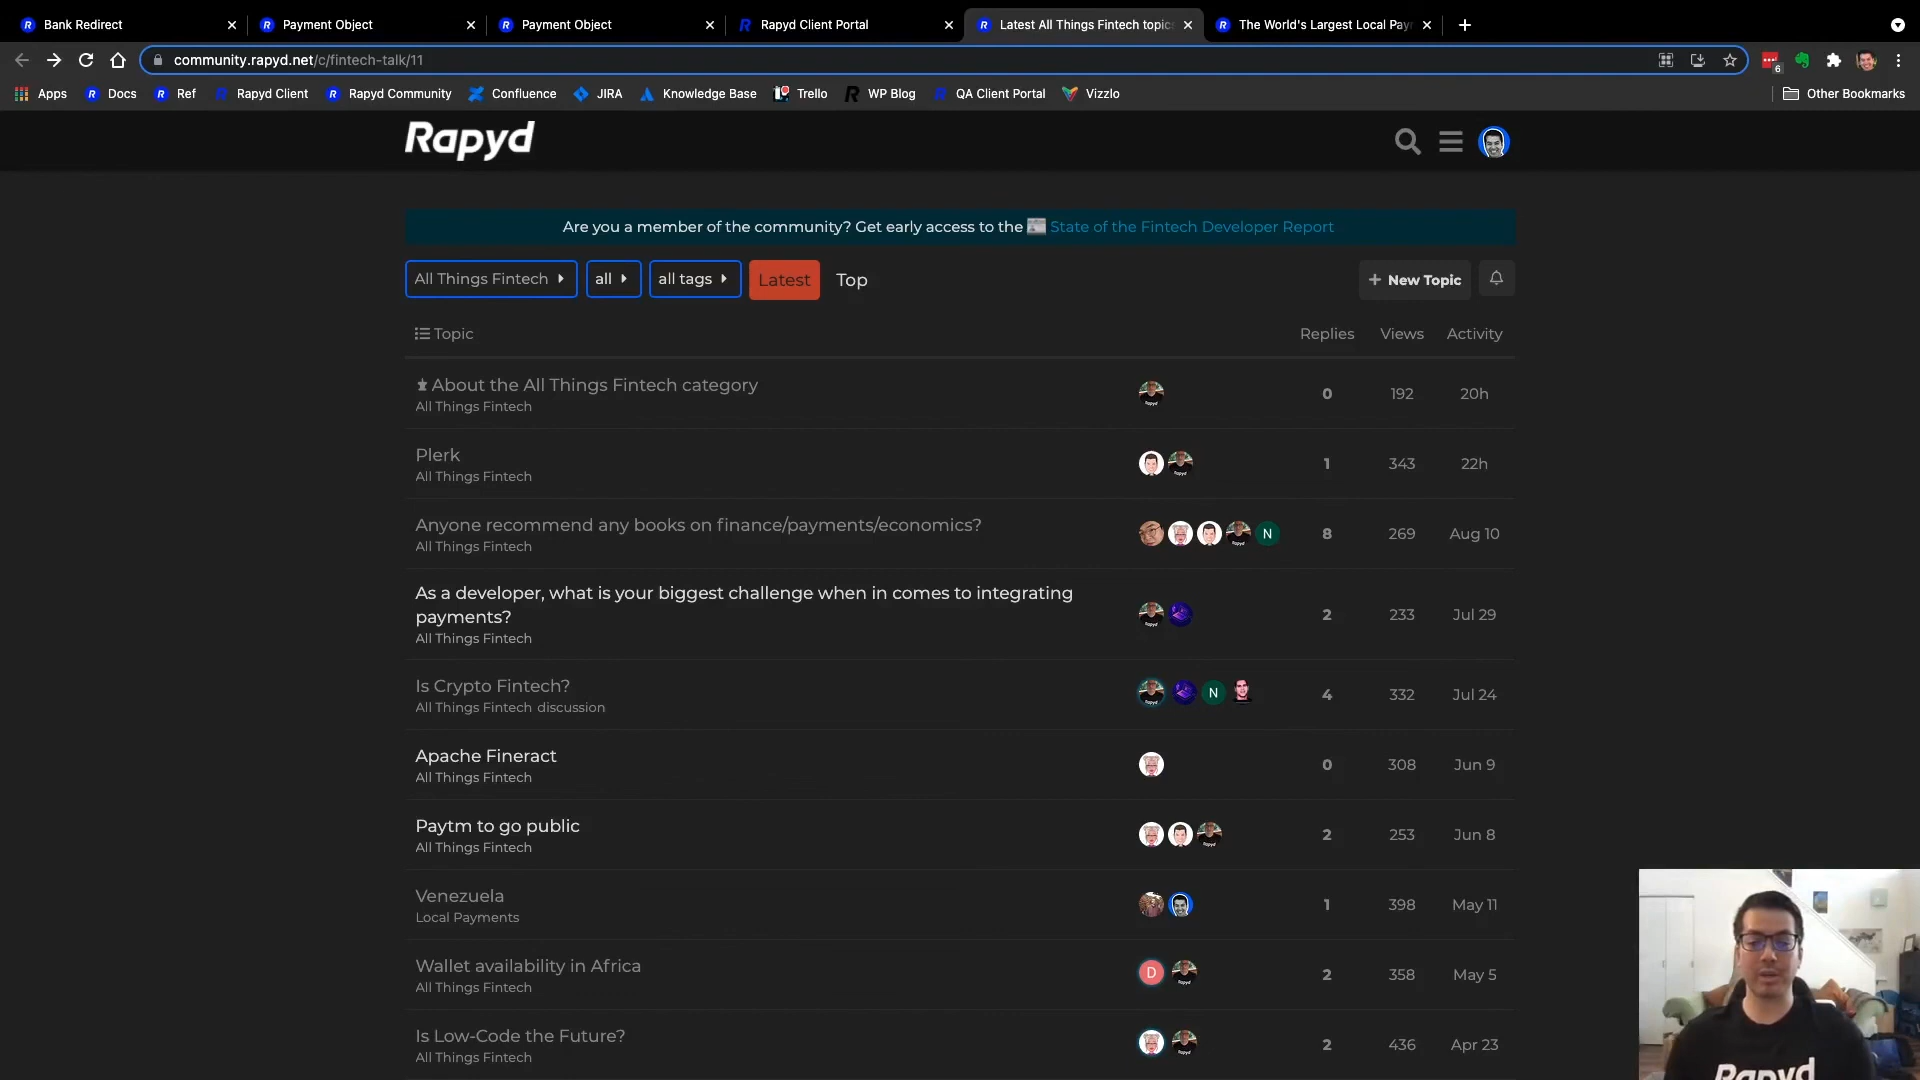 Bank Redirect
Payment Object
Payment Object
Rapyd Client Portal
Latest All Things Fintech topics
The World's Largest Local Pay
community.rapyd.net/c/fintech-talk/11
6
Apps
Docs
Ref
Rapyd Client
Rapyd Community
Confluence
JIRA
Knowledge Base
Trello
WP Blog
QA Client Portal
Vizzlo
Other Bookmarks
Rapyd
Are you a member of the community? Get early access to the State of the Fintech Developer Report
All Things Fintech
all
all tags
Latest
Top
+ New Topic
Topic
Replies
Views
Activity
About the All Things Fintech category
All Things Fintech
0
192
20h
Plerk
All Things Fintech
1
343
22h
Anyone recommend any books on finance/payments/economics?
All Things Fintech
N
8
269
Aug 10
As a developer, what is your biggest challenge when in comes to integrating
payments?
All Things Fintech
2
233
Jul 29
Is Crypto Fintech?
All Things Fintech discussion
N
4
332
Jul 24
Apache Fineract
All Things Fintech
0
308
Jun 9
Paytm to go public
All Things Fintech
2
253
Jun 8
Venezuela
Local Payments
1
398
May 11
Wallet availability in Africa
All Things Fintech
D
2
358
May 5
Is Low-Code the Future?
All Things Fintech
2
436
Apr 23
Rapyd